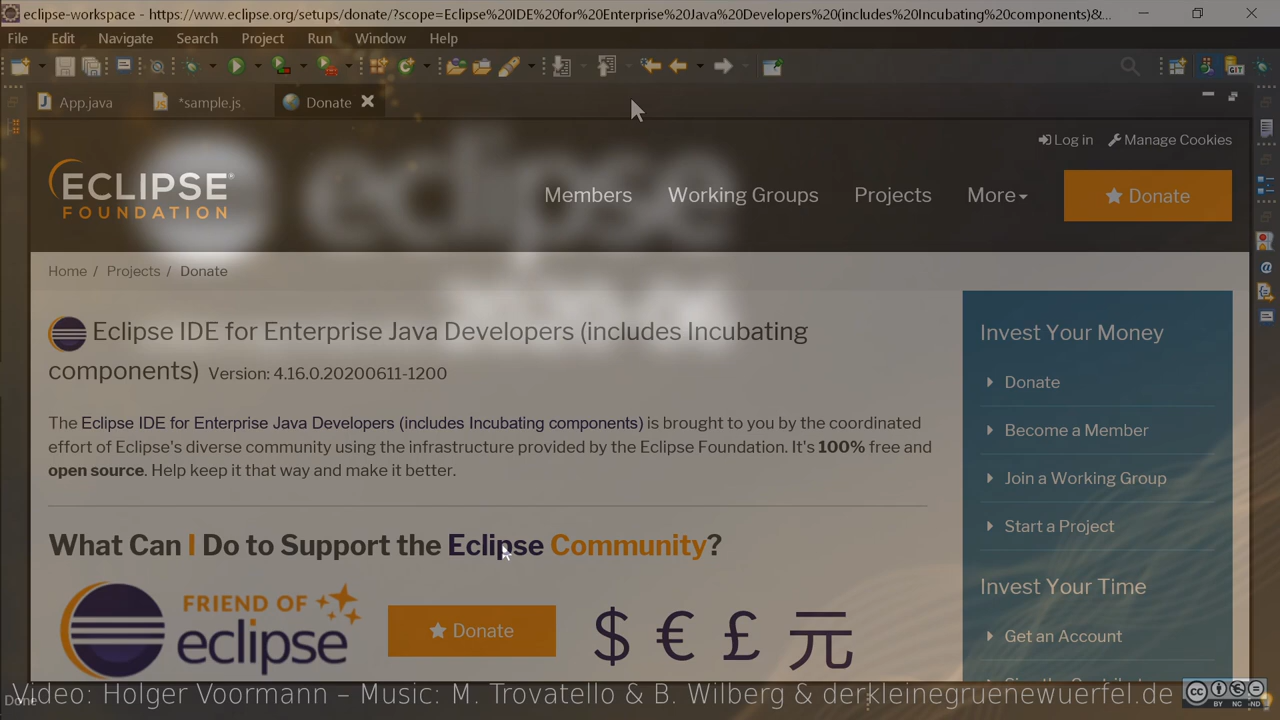 eclipse-workspace - https://www.eclipse.org/setups/donate/?scope=Eclipse%20IDE%20for%20Enterprise%20Java%20Developers%20(includes%20Incubating%20components)&...
File Edit Navigate Search Project Run Window Help
GIT
App.java *sample.js Donate
eclipse
Log in Manage Cookies
ECLIPSE®
FOUNDATION
Members Working Groups Projects More Donate
Home / Projects / Donate
Eclipse IDE for Enterprise Java Developers (includes Incubating
components) Version: 4.16.0.20200611-1200
The Eclipse IDE for Enterprise Java Developers (includes Incubating components) is brought to you by the coordinated
effort of Eclipse's diverse community using the infrastructure provided by the Eclipse Foundation. It's 100% free and
open source. Help keep it that way and make it better.
What Can I Do to Support the Eclipse Community?
FRIEND OF
eclipse
Donate
$ € £ 元
Invest Your Money
Donate
Become a Member
Join a Working Group
Start a Project
Invest Your Time
Get an Account
Done
Video: Holger Voormann – Music: M. Trovatello & B. Wilberg & derkleinegruenewuerfel.de
cc BY NC ND